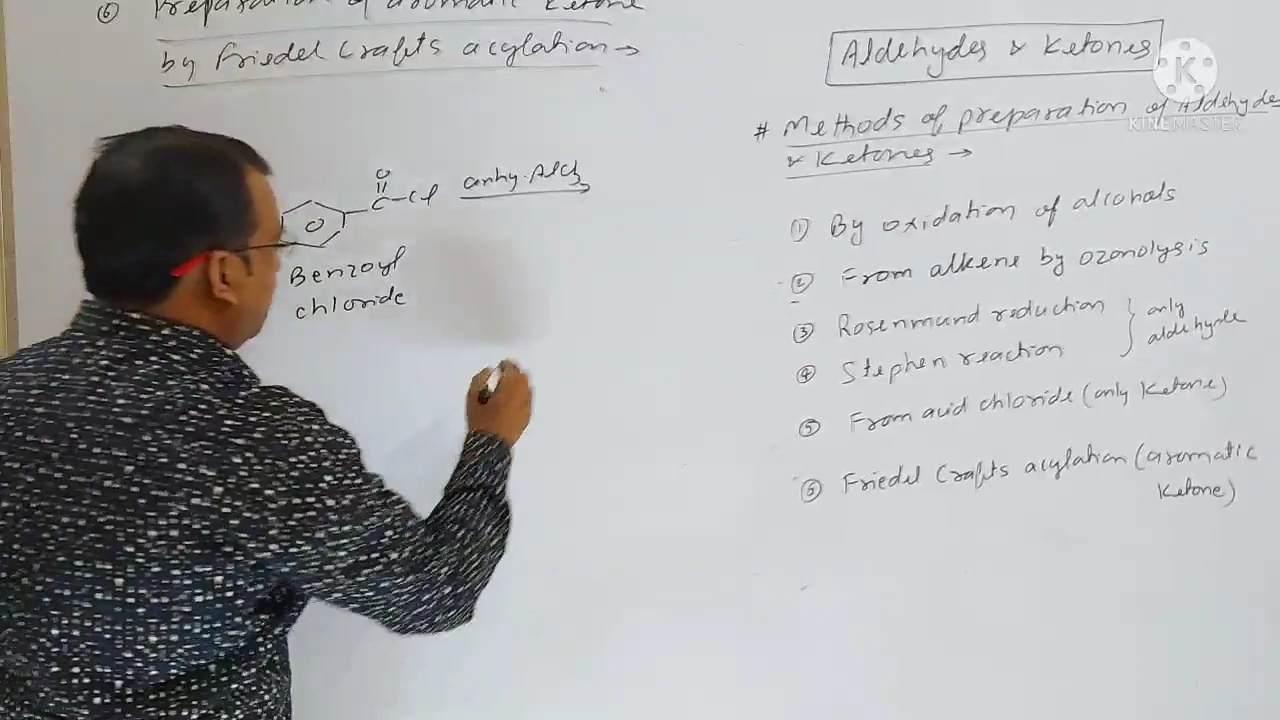 ⑥ Preparation of aromatic Ketone
by Friedel Crafts acylation →
O
C-Cl
anhy. AlCl3
Benzoyl
chloride
Aldehydes & Ketones
K
KINEMASTER
# Methods of preparation of Aldehyde
& Ketones →
① By oxidation of alcohols
② From alkene by ozonolysis
③ Rosenmund reduction
④ Stephen reaction
} only
aldehyde
⑤ From acid chloride (only Ketone)
⑥ Friedel Crafts acylation (aromatic
Ketone)